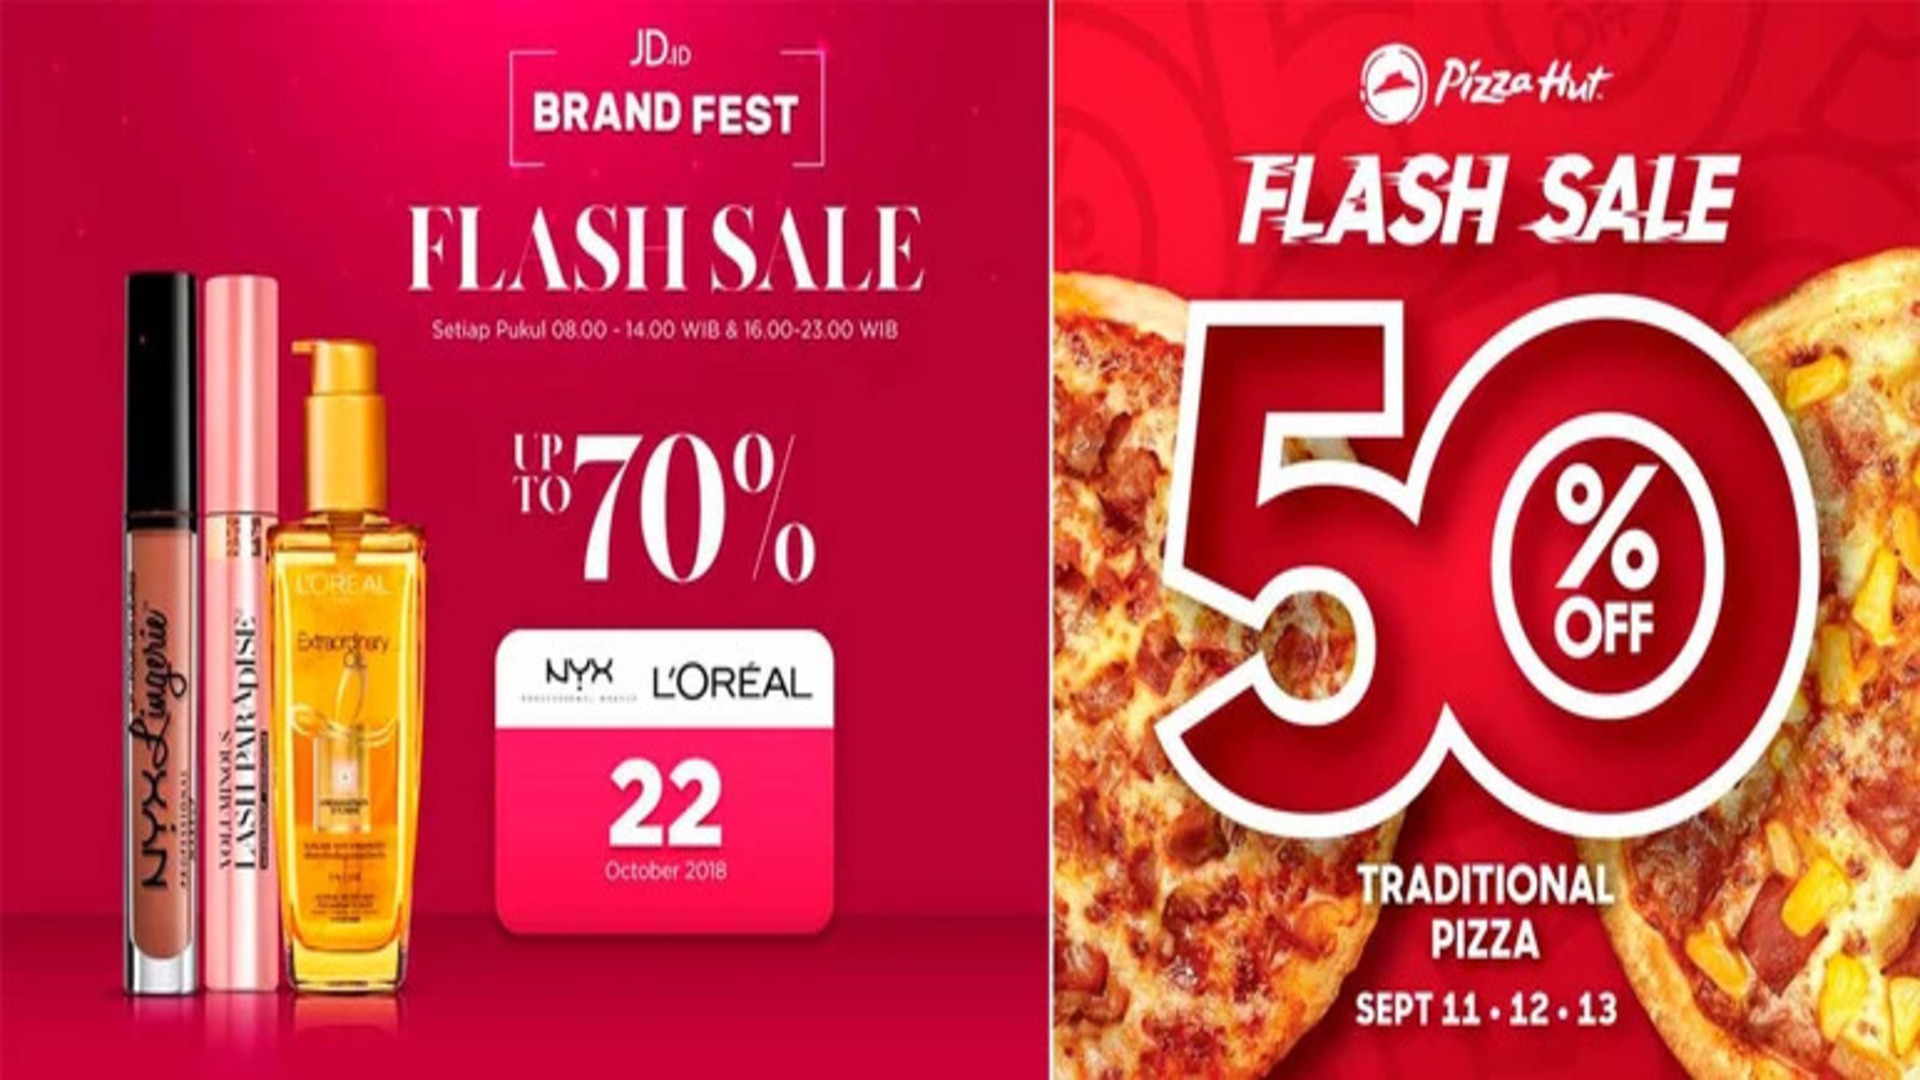 JD.ID
BRAND FEST
FLASH SALE
Setiap Pukul 08.00 - 14.00 WIB & 16.00-23.00 WIB
UP TO 70%
NYX L'ORÉAL
22
October 2018
NYX Lingerie
VOLUMINOUS
LASH PARADISE
L'ORÉAL
Extraordinary
Oil
Pizza Hut
FLASH SALE
50% OFF
TRADITIONAL
PIZZA
SEPT 11 • 12 • 13